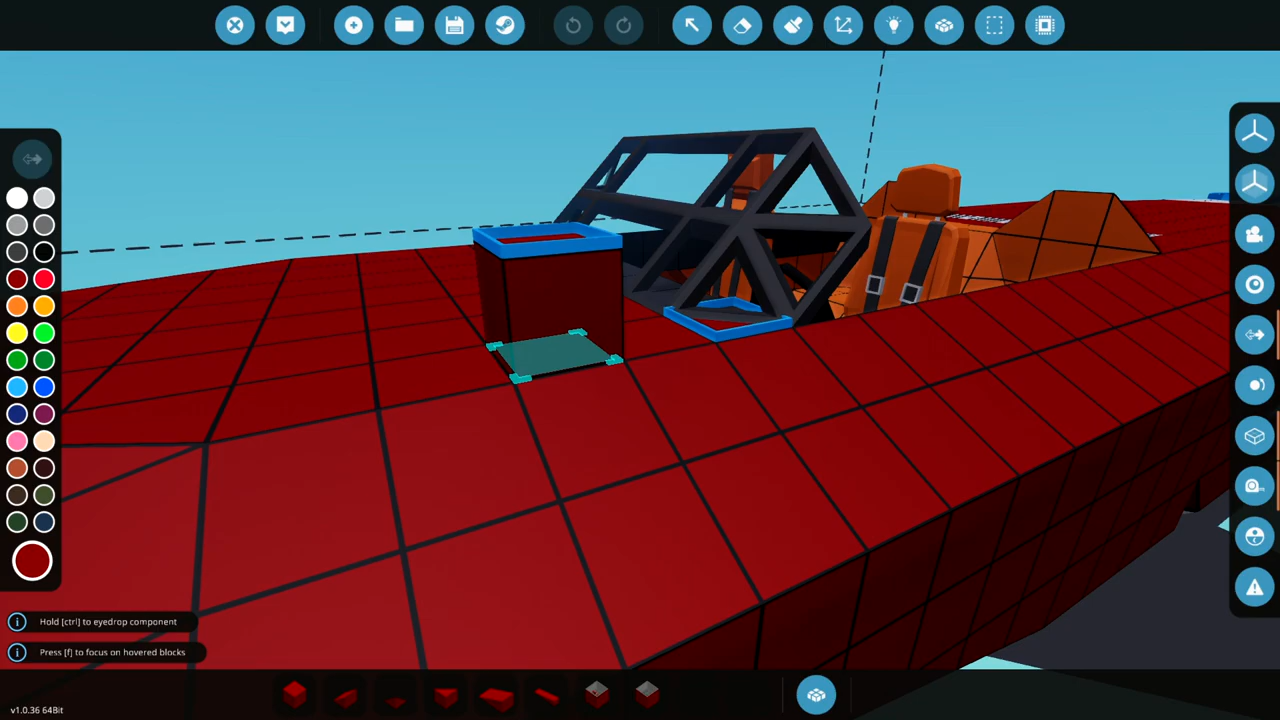 Hold [ctrl] to eyedrop component
Press [f] to focus on hovered blocks
v1.0.36 64Bit